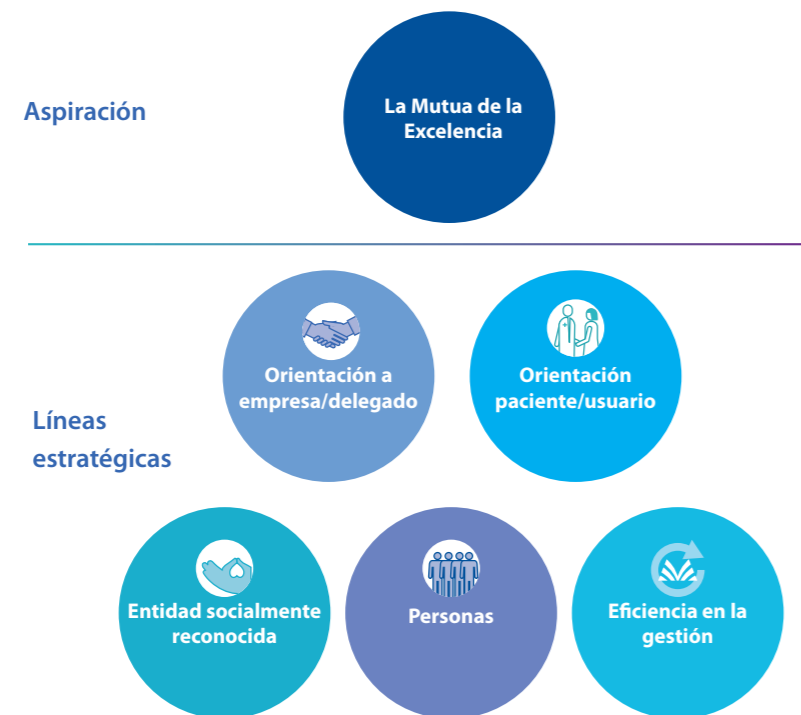 Aspiración
La Mutua de la
Excelencia
Líneas
estratégicas
Orientación a
empresa/delegado
Orientación
paciente/usuario
Entidad socialmente
reconocida
Personas
Eficiencia en la
gestión